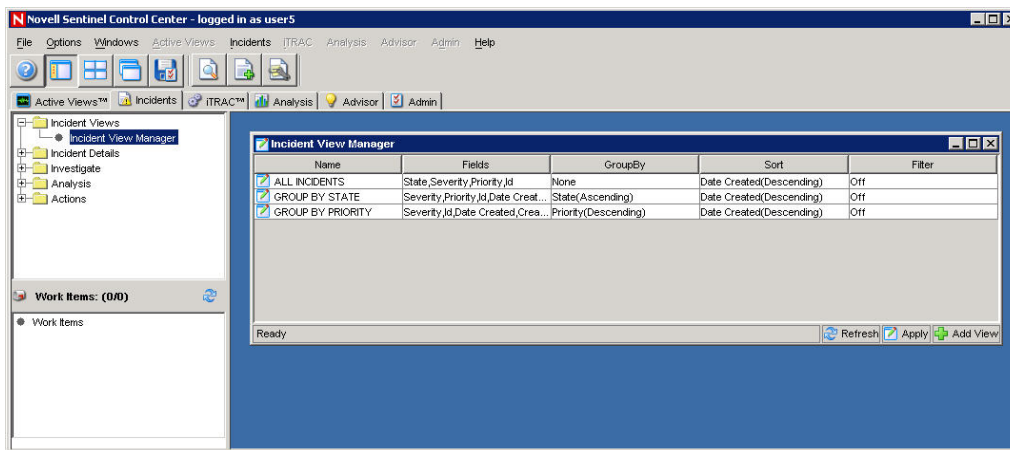 Novell Sentinel Control Center - logged in as user5
File Options Windows Active Views Incidents iTRAC Analysis Advisor Admin Help
Active Views™ Incidents iTRAC™ Analysis Advisor Admin
Incident Views
Incident View Manager
Incident Details
Investigate
Analysis
Actions
Work Items: (0/0)
Work Items
Incident View Manager
Name Fields GroupBy Sort Filter
ALL INCIDENTS State,Severity,Priority,Id None Date Created(Descending) Off
GROUP BY STATE Severity,Priority,Id,Date Creat... State(Ascending) Date Created(Descending) Off
GROUP BY PRIORITY Severity,Id,Date Created,Crea... Priority(Descending) Date Created(Descending) Off
Ready Refresh Apply Add View